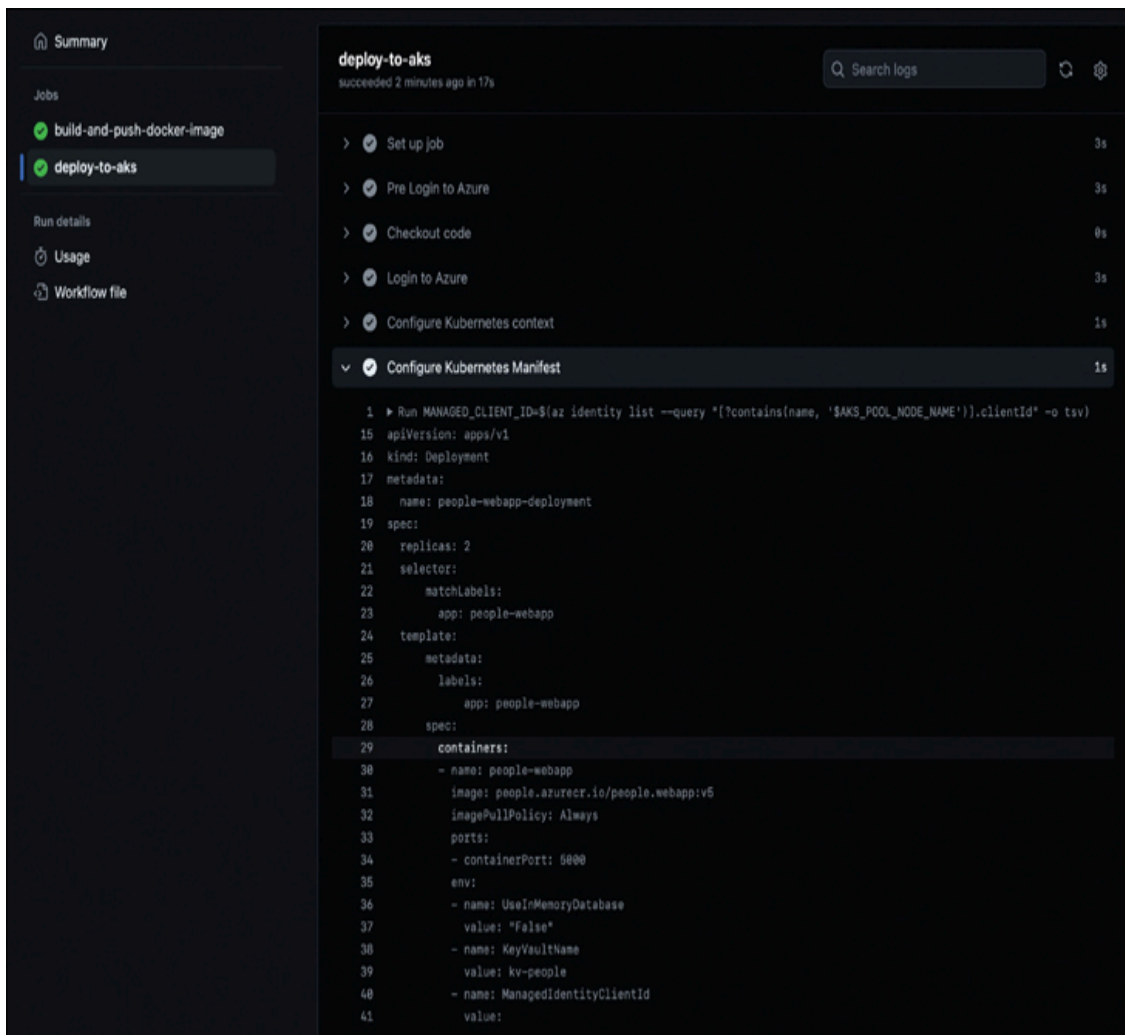 Summary
Jobs
build-and-push-docker-image
deploy-to-aks
Run details
Usage
Workflow file
deploy-to-aks
succeeded 2 minutes ago in 17s
Search logs
Set up job 3s
Pre Login to Azure 3s
Checkout code 0s
Login to Azure 3s
Configure Kubernetes context 1s
Configure Kubernetes Manifest 1s
1 Run MANAGED_CLIENT_ID=$(az identity list --query "[?contains(name, '$AKS_POOL_NODE_NAME')].clientId" -o tsv)
15 apiVersion: apps/v1
16 kind: Deployment
17 metadata:
18 name: people-webapp-deployment
19 spec:
20 replicas: 2
21 selector:
22 matchLabels:
23 app: people-webapp
24 template:
25 metadata:
26 labels:
27 app: people-webapp
28 spec:
29 containers:
30 - name: people-webapp
31 image: people.azurecr.io/people.webapp:v5
32 imagePullPolicy: Always
33 ports:
34 - containerPort: 5000
35 env:
36 - name: UseInMemoryDatabase
37 value: "False"
38 - name: KeyVaultName
39 value: kv-people
40 - name: ManagedIdentityClientId
41 value: